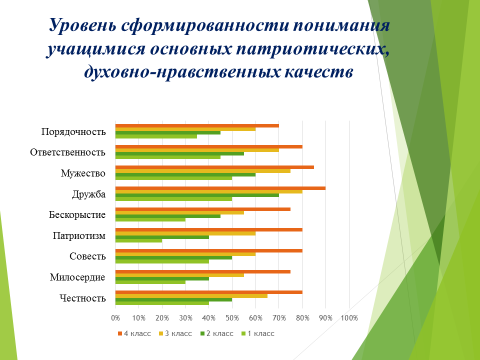 Уровень сформированности понимания
учащимися основных патриотических,
духовно-нравственных качеств
Порядочность
Ответственность
Мужество
Дружба
Бескорыстие
Патриотизм
Совесть
Милосердие
Честность
0% 10% 20% 30% 40% 50% 60% 70% 80% 90% 100%
4 класс 3 класс 2 класс 1 класс